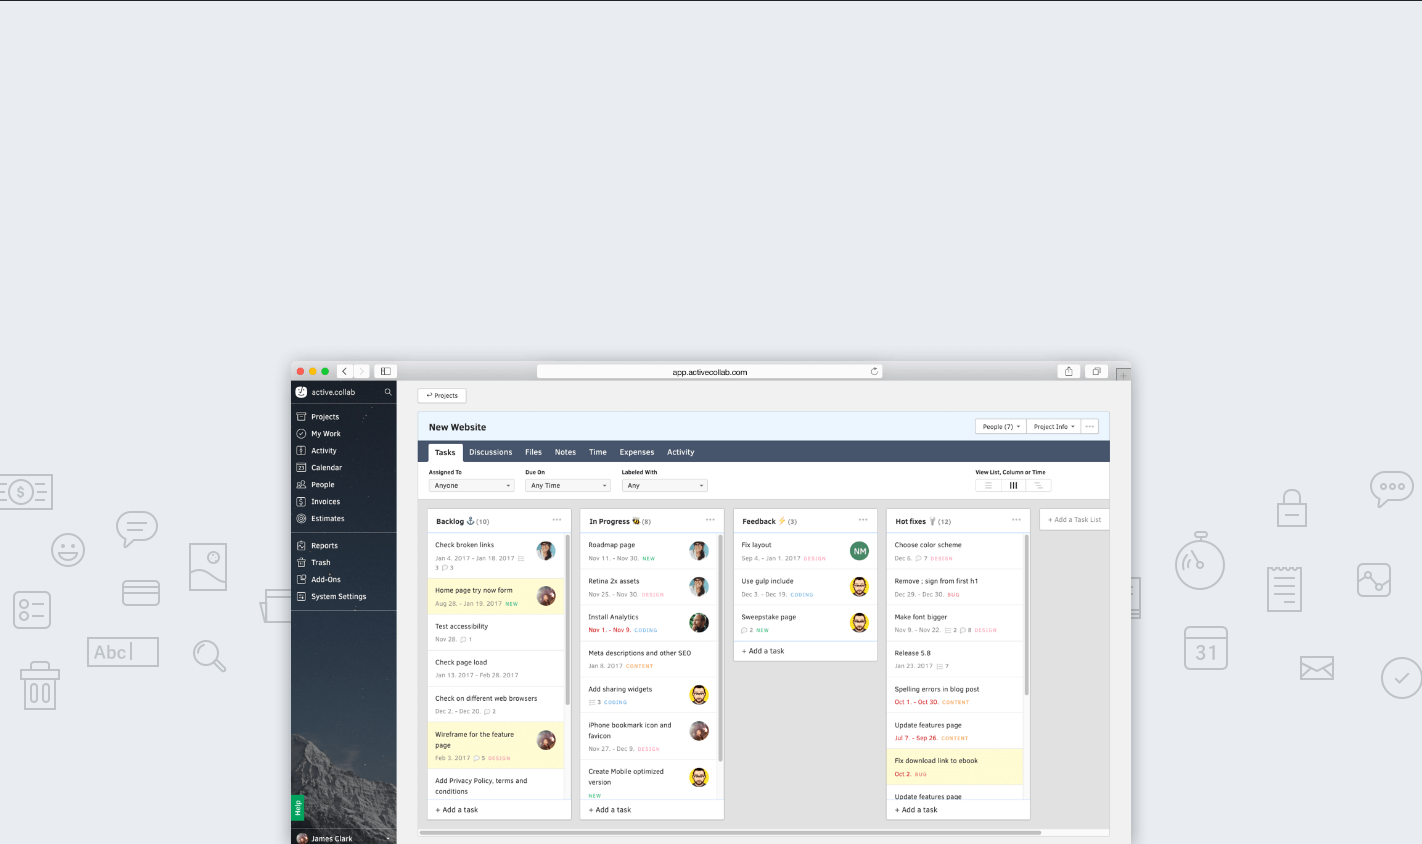 app.activecollab.com
active.collab
Projects
My Work
Activity
Calendar
People
Invoices
Estimates
Reports
Trash
Add-Ons
System Settings
Help
James Clark
Projects
New Website
People (7)
Project Info
Tasks Discussions Files Notes Time Expenses Activity
Assigned To
Anyone
Due On
Any Time
Labeled With
Any
View List, Column or Time
Backlog (10)
Check broken links
Jan 4. 2017 - Jan 18. 2017
3 3
Home page try now form
Aug 28. - Jan 19. 2017 NEW
Test accessibility
Nov 28. 1
Check page load
Jan 13. 2017 - Feb 28. 2017
Check on different web browsers
Dec 2. - Dec 20. 2
Wireframe for the feature
page
Feb 3. 2017 5 DESIGN
Add Privacy Policy, terms and
conditions
+ Add a task
In Progress (8)
Roadmap page
Nov 11. - Nov 30. NEW
Retina 2x assets
Nov 25. - Nov 30. DESIGN
Install Analytics
Nov 1. - Nov 9. CODING
Meta descriptions and other SEO
Jan 8. 2017 CONTENT
Add sharing widgets
3 CODING
iPhone bookmark icon and
favicon
Nov 27. - Dec 9. DESIGN
Create Mobile optimized
version
NEW
+ Add a task
Feedback (3)
Fix layout
NM
Sep 4. - Jan 1. 2017 DESIGN
Use gulp include
Dec 3. - Dec 19. CODING
Sweepstake page
2 NEW
+ Add a task
Hot fixes (12)
Choose color scheme
Dec 6. 7 DESIGN
Remove ; sign from first h1
Dec 29. - Dec 30. BUG
Make font bigger
Nov 9. - Nov 22. 2 8 DESIGN
Release 5.8
Jan 23. 2017 7
Spelling errors in blog post
Oct 1. - Oct 30. CONTENT
Update features page
Jul 7. - Sep 26. CONTENT
Fix download link to ebook
Oct 2. BUG
Update features page
+ Add a task
+ Add a Task List
Abc
31